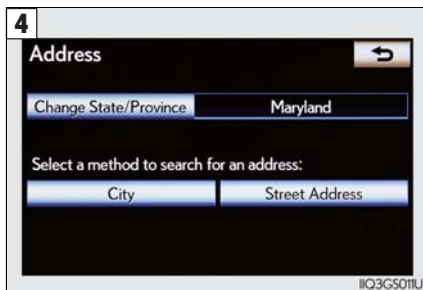 4
Address
Change State/Province Maryland
Select a method to search for an address:
City Street Address
IIQ3GS011U